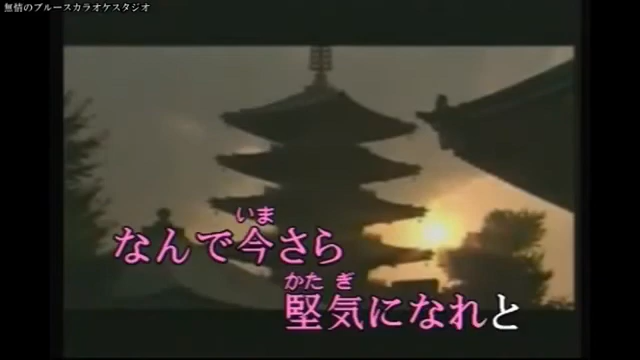 無情のブルースカラオケスタジオ
いま
なんで今さら
かた ぎ
堅気になれと